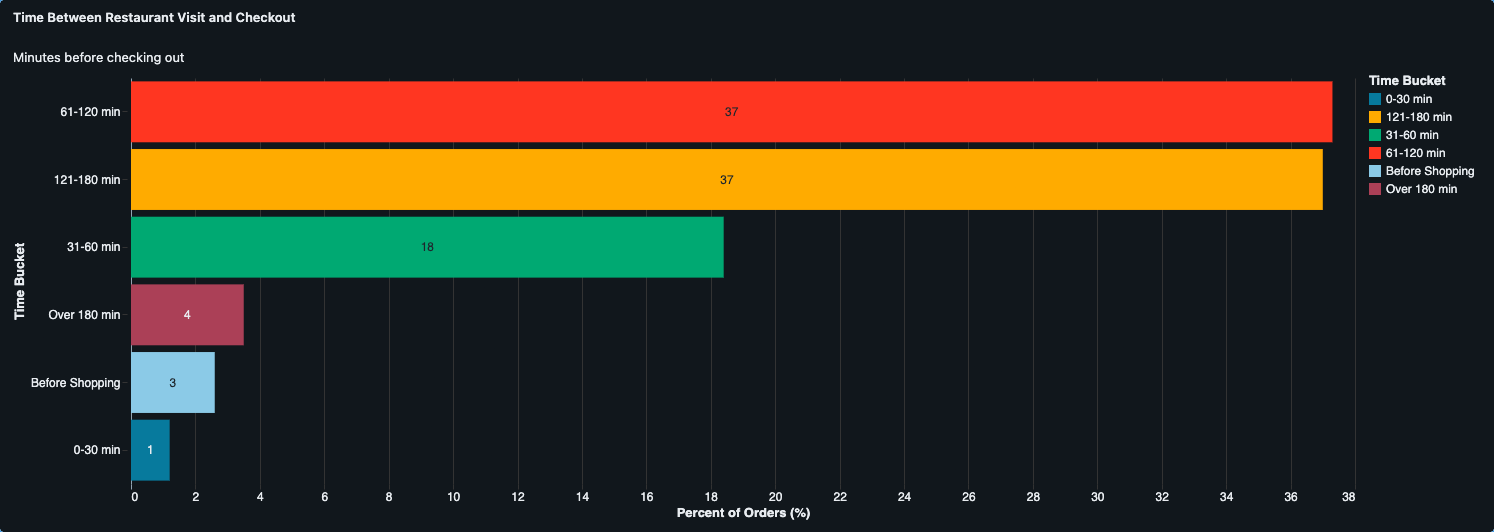 Time Between Restaurant Visit and Checkout
Minutes before checking out
Time Bucket
61-120 min
37
121-180 min
37
31-60 min
18
Over 180 min
4
Before Shopping
3
0-30 min
1
0 2 4 6 8 10 12 14 16 18 20 22 24 26 28 30 32 34 36 38
Percent of Orders (%)
Time Bucket
0-30 min
121-180 min
31-60 min
61-120 min
Before Shopping
Over 180 min